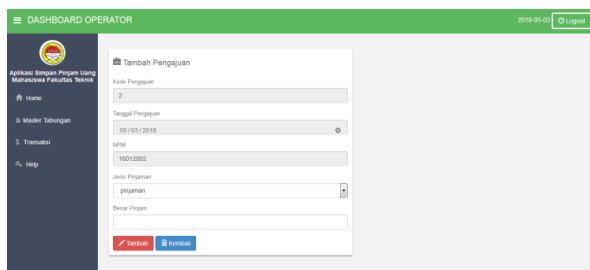 DASHBOARD OPERATOR
2018-05-03 Logout
Aplikasi Simpan Pinjam Uang
Mahasiswa Fakultas Teknik
Home
Master Tabungan
Transaksi
Help
Tambah Pengajuan
Kode Pengajuan
2
Tanggal Pengajuan
05/03/2018
NPM
16012002
Jenis Pinjaman
pinjaman
Besar Pinjam
Tambah
Kembali